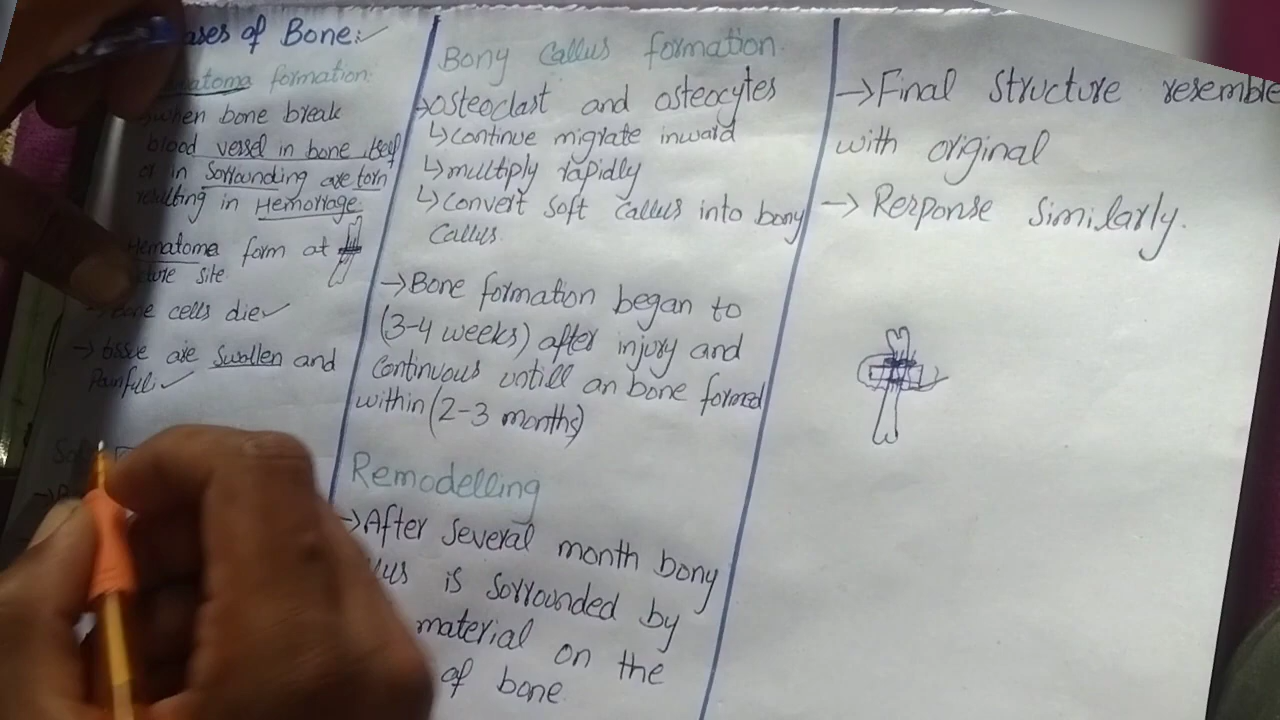 of Bone:
formation:
when bone break
blood vessel in bone itself
or in Sorrounding are torn
resulting in Hemorrage.
Hematoma form at
site
cells die
→ tissue are Swollen and
Painful.
Bony Callus formation.
→Osteoclast and osteocytes
↳Continue migrate inward
↳multiply rapidly
↳Convert Soft Callus into bony
Callus.
→Bone formation began to
(3-4 weeks) after injury and
continuous untill an bone formed
within (2-3 months)
Remodelling
→After Several month bony
is Sorrounded by
material on the
of bone.
→Final Structure resemble
with original
→ Response Similarly.